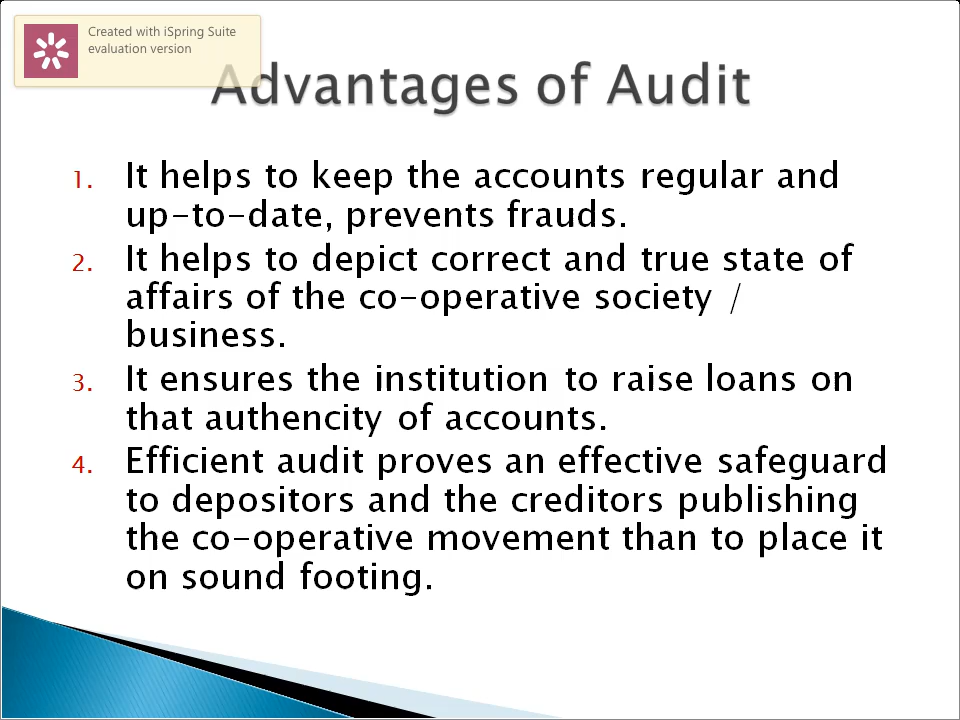 Created with iSpring Suite
evaluation version
Advantages of Audit
1. It helps to keep the accounts regular and
up-to-date, prevents frauds.
2. It helps to depict correct and true state of
affairs of the co-operative society /
business.
3. It ensures the institution to raise loans on
that authencity of accounts.
4. Efficient audit proves an effective safeguard
to depositors and the creditors publishing
the co-operative movement than to place it
on sound footing.